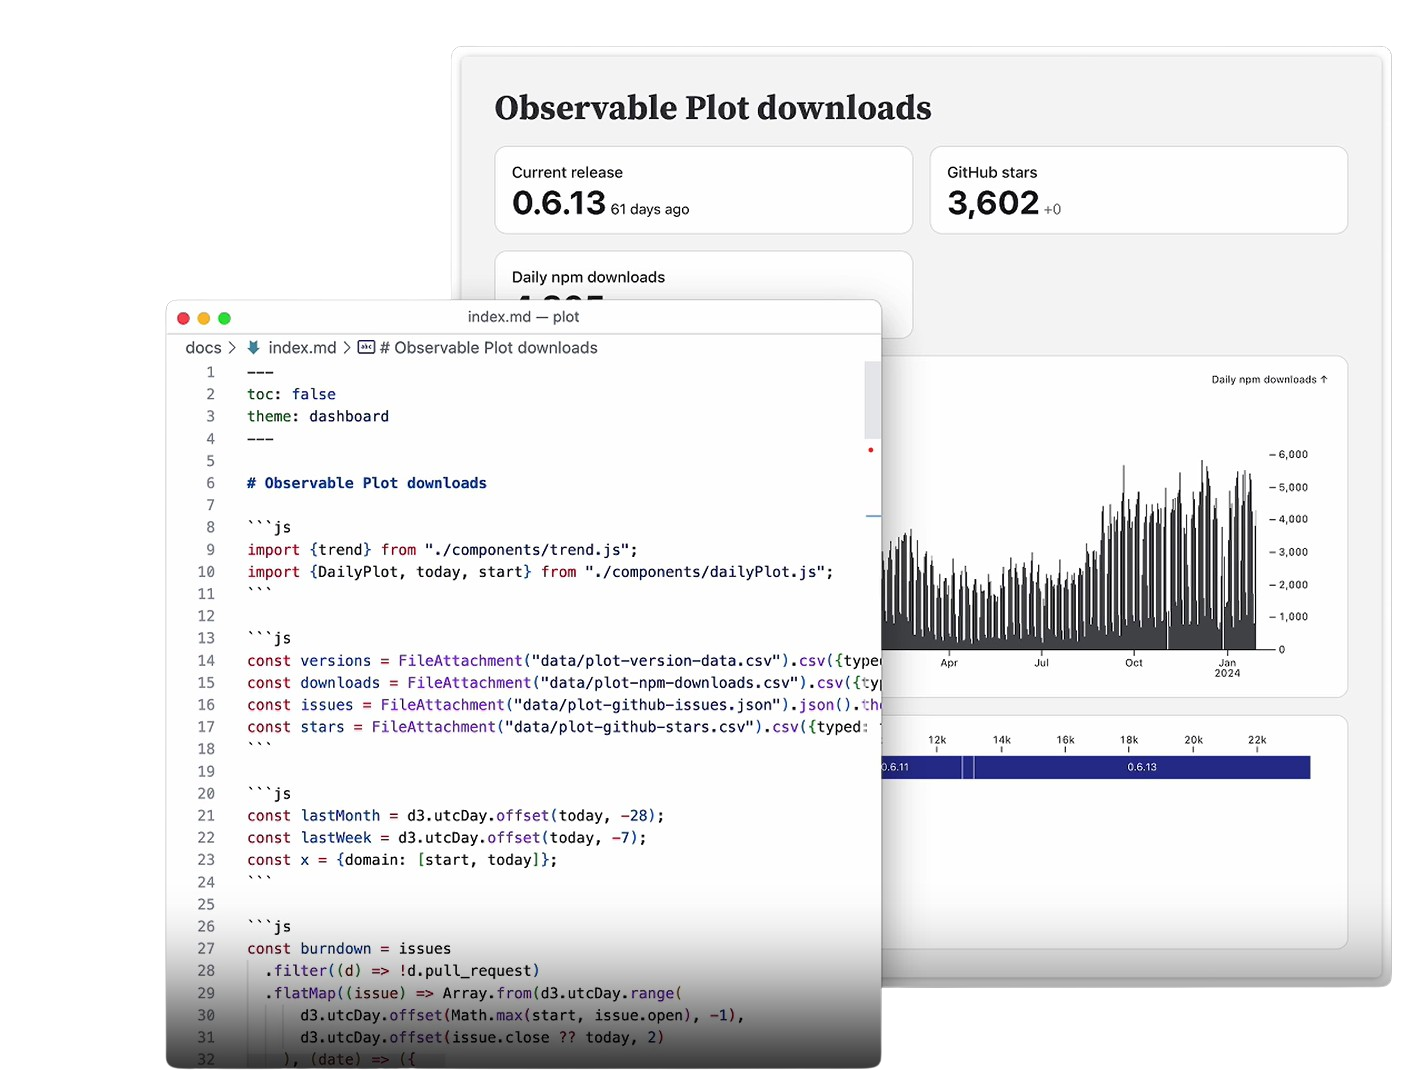 Observable Plot downloads
Current release
0.6.13 61 days ago
GitHub stars
3,602 +0
Daily npm downloads
index.md — plot
docs > index.md > # Observable Plot downloads
1 ---
2 toc: false
3 theme: dashboard
4 ---
5
6 # Observable Plot downloads
7
8 ```js
9 import {trend} from "./components/trend.js";
10 import {DailyPlot, today, start} from "./components/dailyPlot.js";
11 ```
12
13 ```js
14 const versions = FileAttachment("data/plot-version-data.csv").csv({type
15 const downloads = FileAttachment("data/plot-npm-downloads.csv").csv({typ
16 const issues = FileAttachment("data/plot-github-issues.json").json().th
17 const stars = FileAttachment("data/plot-github-stars.csv").csv({typed:
18 ```
19
20 ```js
21 const lastMonth = d3.utcDay.offset(today, -28);
22 const lastWeek = d3.utcDay.offset(today, -7);
23 const x = {domain: [start, today]};
24 ```
25
26 ```js
27 const burndown = issues
28 .filter((d) => !d.pull_request)
29 .flatMap((issue) => Array.from(d3.utcDay.range(
30 d3.utcDay.offset(Math.max(start, issue.open), -1),
31 d3.utcDay.offset(issue.close ?? today, 2)
32 ), (date) => ({
Daily npm downloads ↑
6,000
5,000
4,000
3,000
2,000
1,000
0
Apr Jul Oct Jan
2024
12k 14k 16k 18k 20k 22k
0.6.11 0.6.13